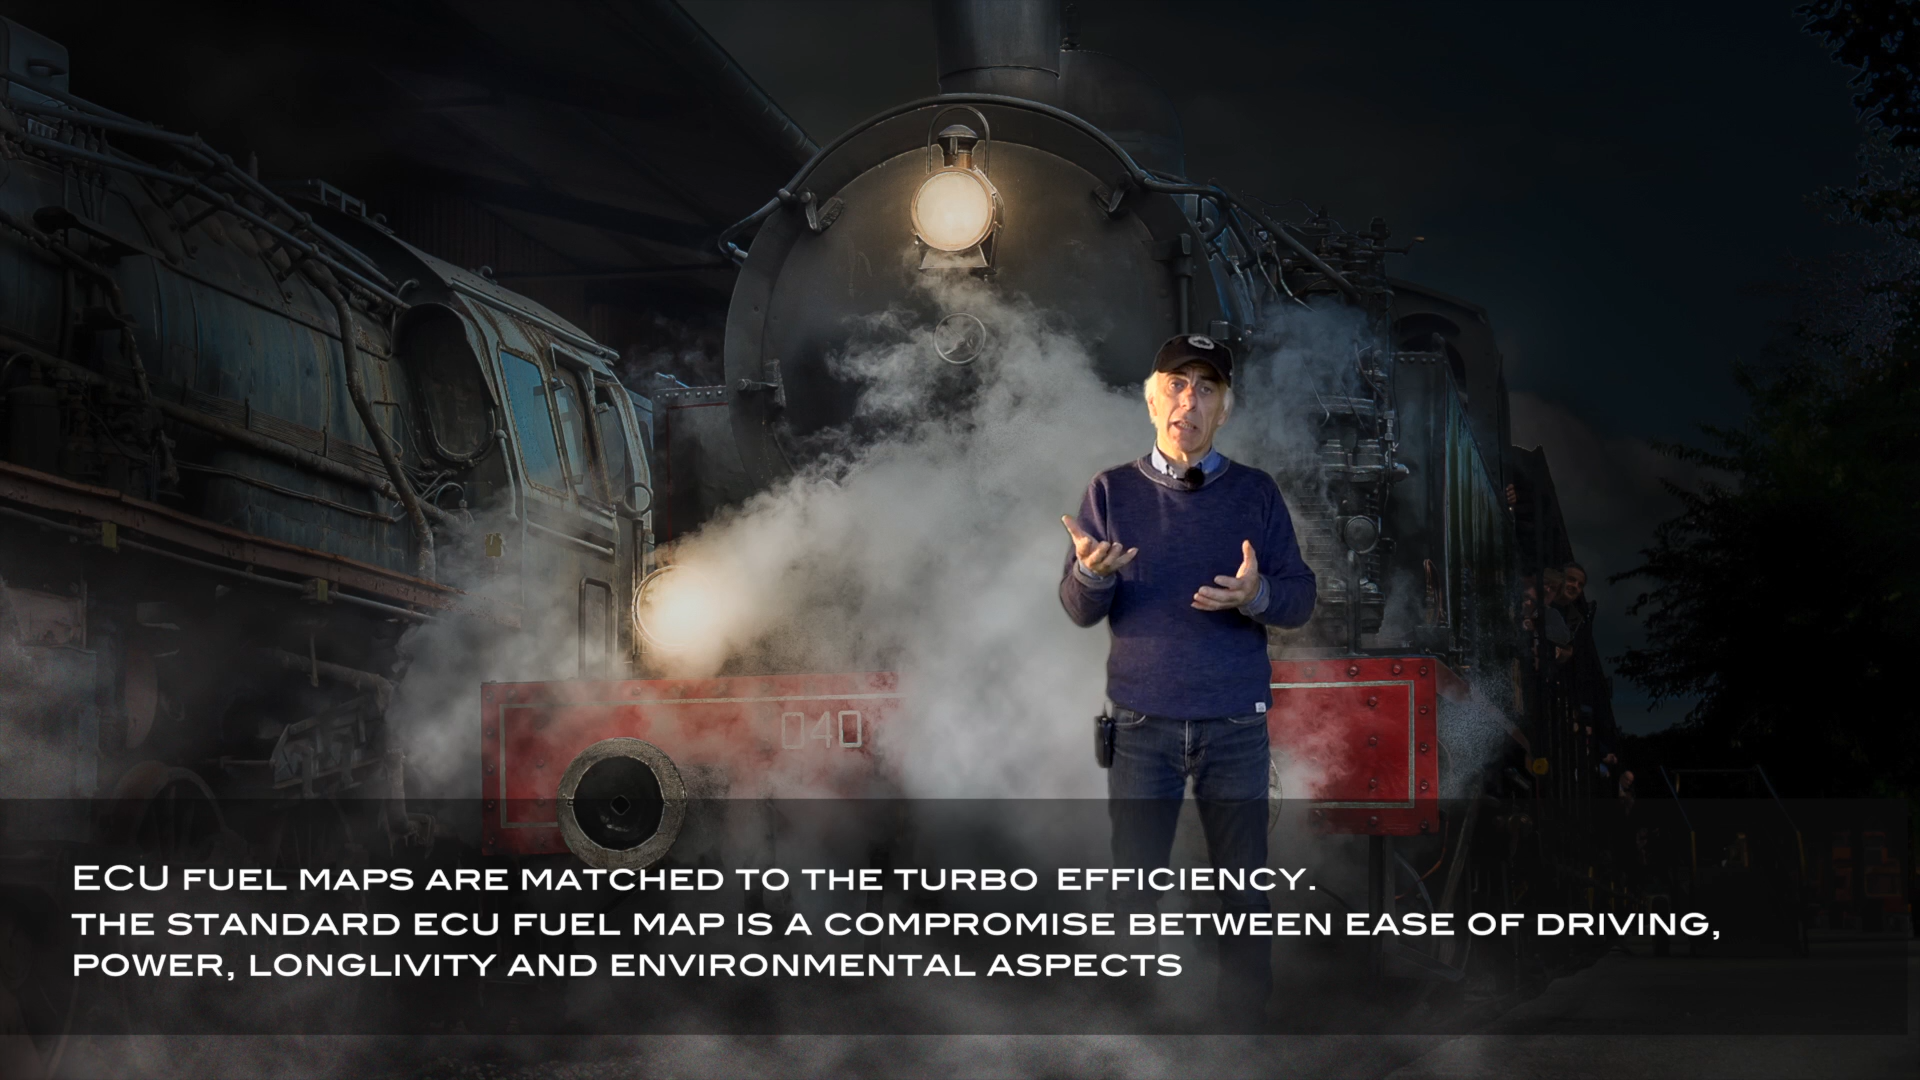 040
ECU FUEL MAPS ARE MATCHED TO THE TURBO EFFICIENCY.
THE STANDARD ECU FUEL MAP IS A COMPROMISE BETWEEN EASE OF DRIVING,
POWER, LONGLIVITY AND ENVIRONMENTAL ASPECTS